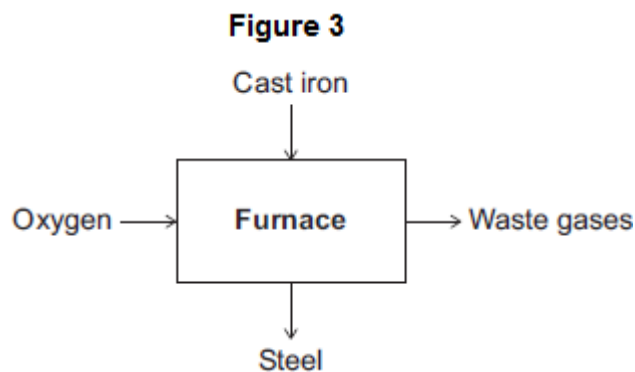 Figure 3
Cast iron
Oxygen
Furnace
Waste gases
Steel